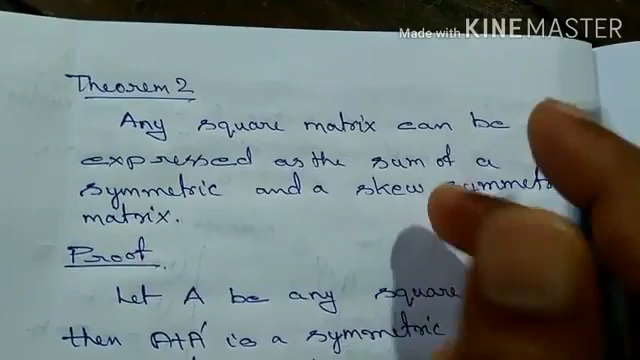 Made with KINEMASTER
Theorem 2
Any square matrix can be
expressed as the sum of a
symmetric and a skew symmetr
matrix.
Proof
Let A be any square
then A+A' is a symmetric